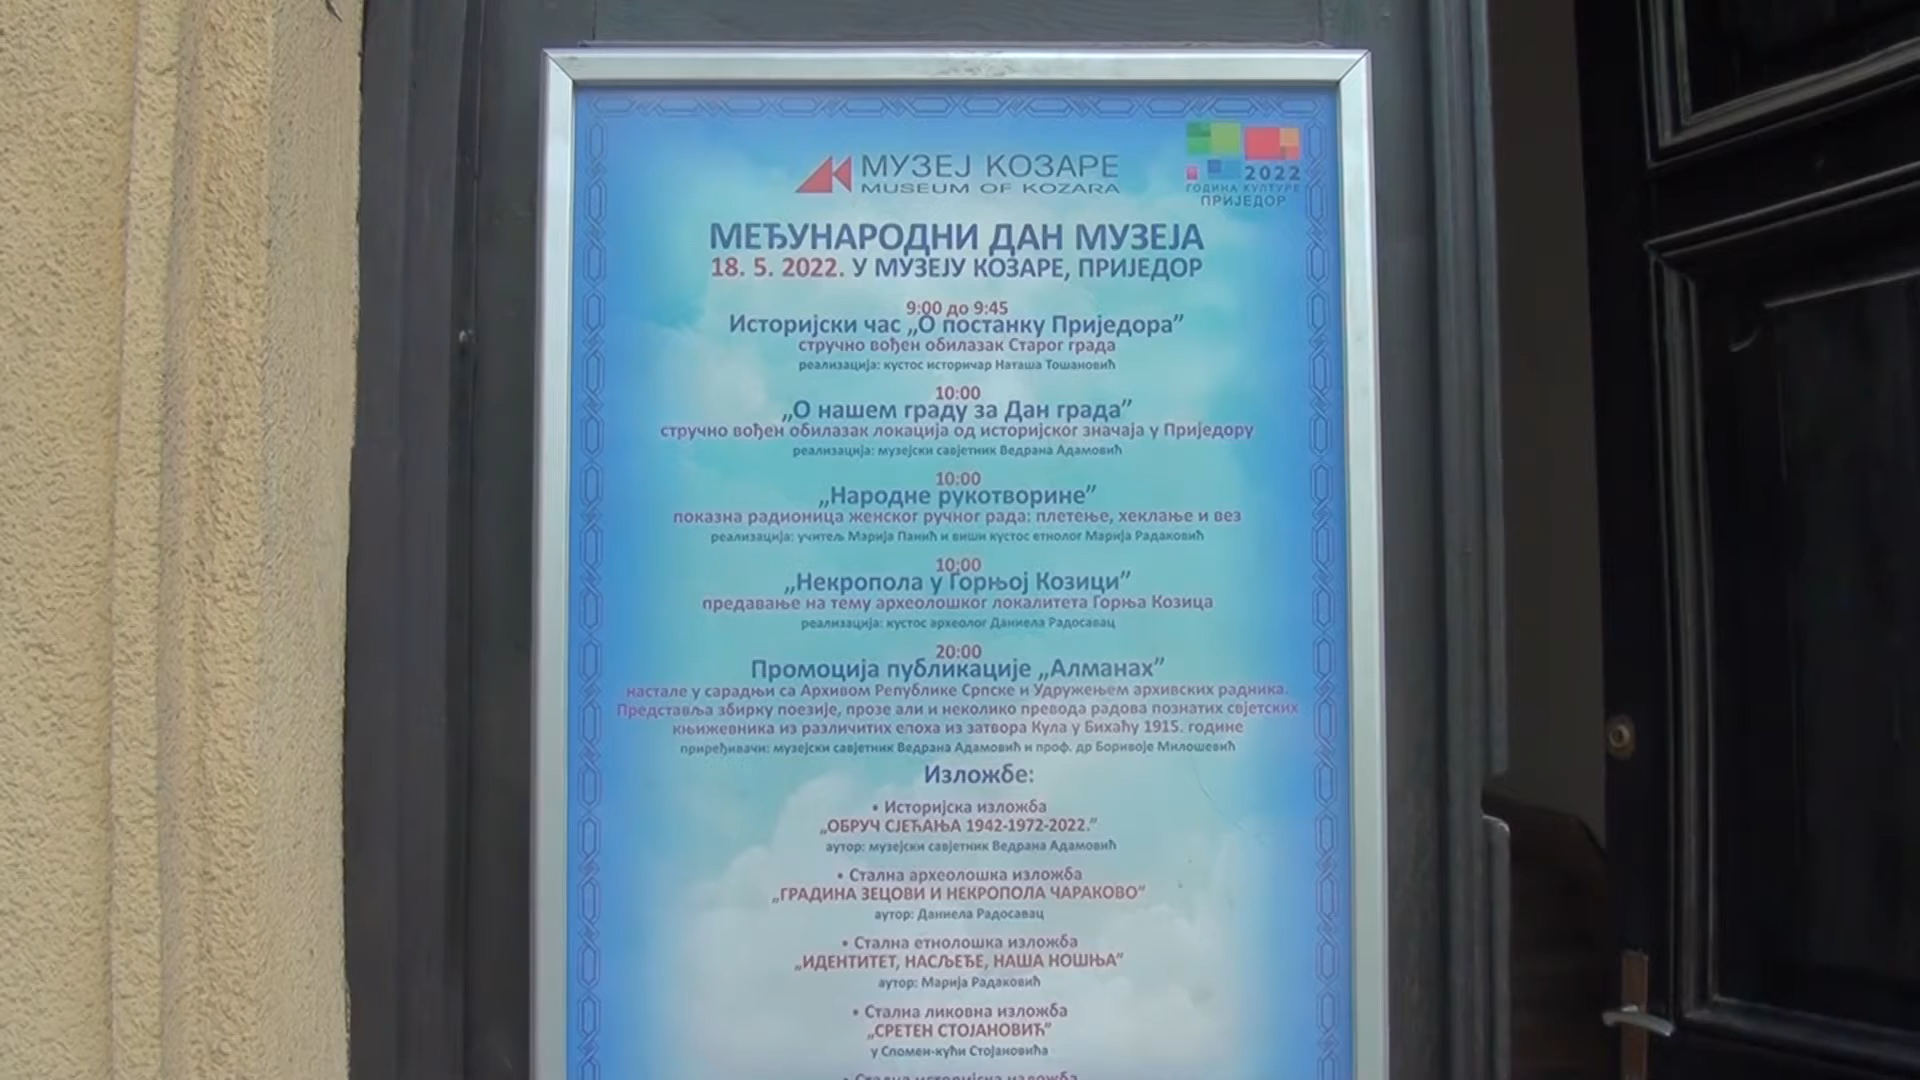 МУЗЕЈ КОЗАРЕ
MUSEUM OF KOZARA
2022
ГОДИНА КУЛТУРЕ
ПРИЈЕДОР
МЕЂУНАРОДНИ ДАН МУЗЕЈА
18. 5. 2022. У МУЗЕЈУ КОЗАРЕ, ПРИЈЕДОР
9:00 до 9:45
Историјски час „О постанку Приједора”
стручно вођен обилазак Старог града
реализација: кустос историчар Наташа Тошановић
10:00
„О нашем граду за Дан града”
стручно вођен обилазак локација од историјског значаја у Приједору
реализација: музејски савјетник Ведрана Адамовић
10:00
„Народне рукотворине”
показна радионица женског ручног рада: плетење, хеклање и вез
реализација: учитељ Марија Панић и виши кустос етнолог Марија Радаковић
10:00
„Некропола у Горњој Козици”
предавање на тему археолошког локалитета Горња Козица
реализација: кустос археолог Даниела Радосавац
20:00
Промоција публикације „Алманах”
настале у сарадњи са Архивом Републике Српске и Удружењем архивских радника.
Представља збирку поезије, прозе али и неколико превода радова познатих свјетских
књижевника из различитих епоха из затвора Кула у Бихаћу 1915. године
приређивачи: музејски савјетник Ведрана Адамовић и проф. др Боривоје Милошевић
Изложбе:
• Историјска изложба
„ОБРУЧ СЈЕЋАЊА 1942-1972-2022.”
аутор: музејски савјетник Ведрана Адамовић
• Стална археолошка изложба
„ГРАДИНА ЗЕЦОВИ И НЕКРОПОЛА ЧАРАКОВО”
аутор: Даниела Радосавац
• Стална етнолошка изложба
„ИДЕНТИТЕТ, НАСЉЕЂЕ, НАША НОШЊА”
аутор: Марија Радаковић
• Стална ликовна изложба
„СРЕТЕН СТОЈАНОВИЋ”
у Спомен-кући Стојановића
• Стална историјска изложба